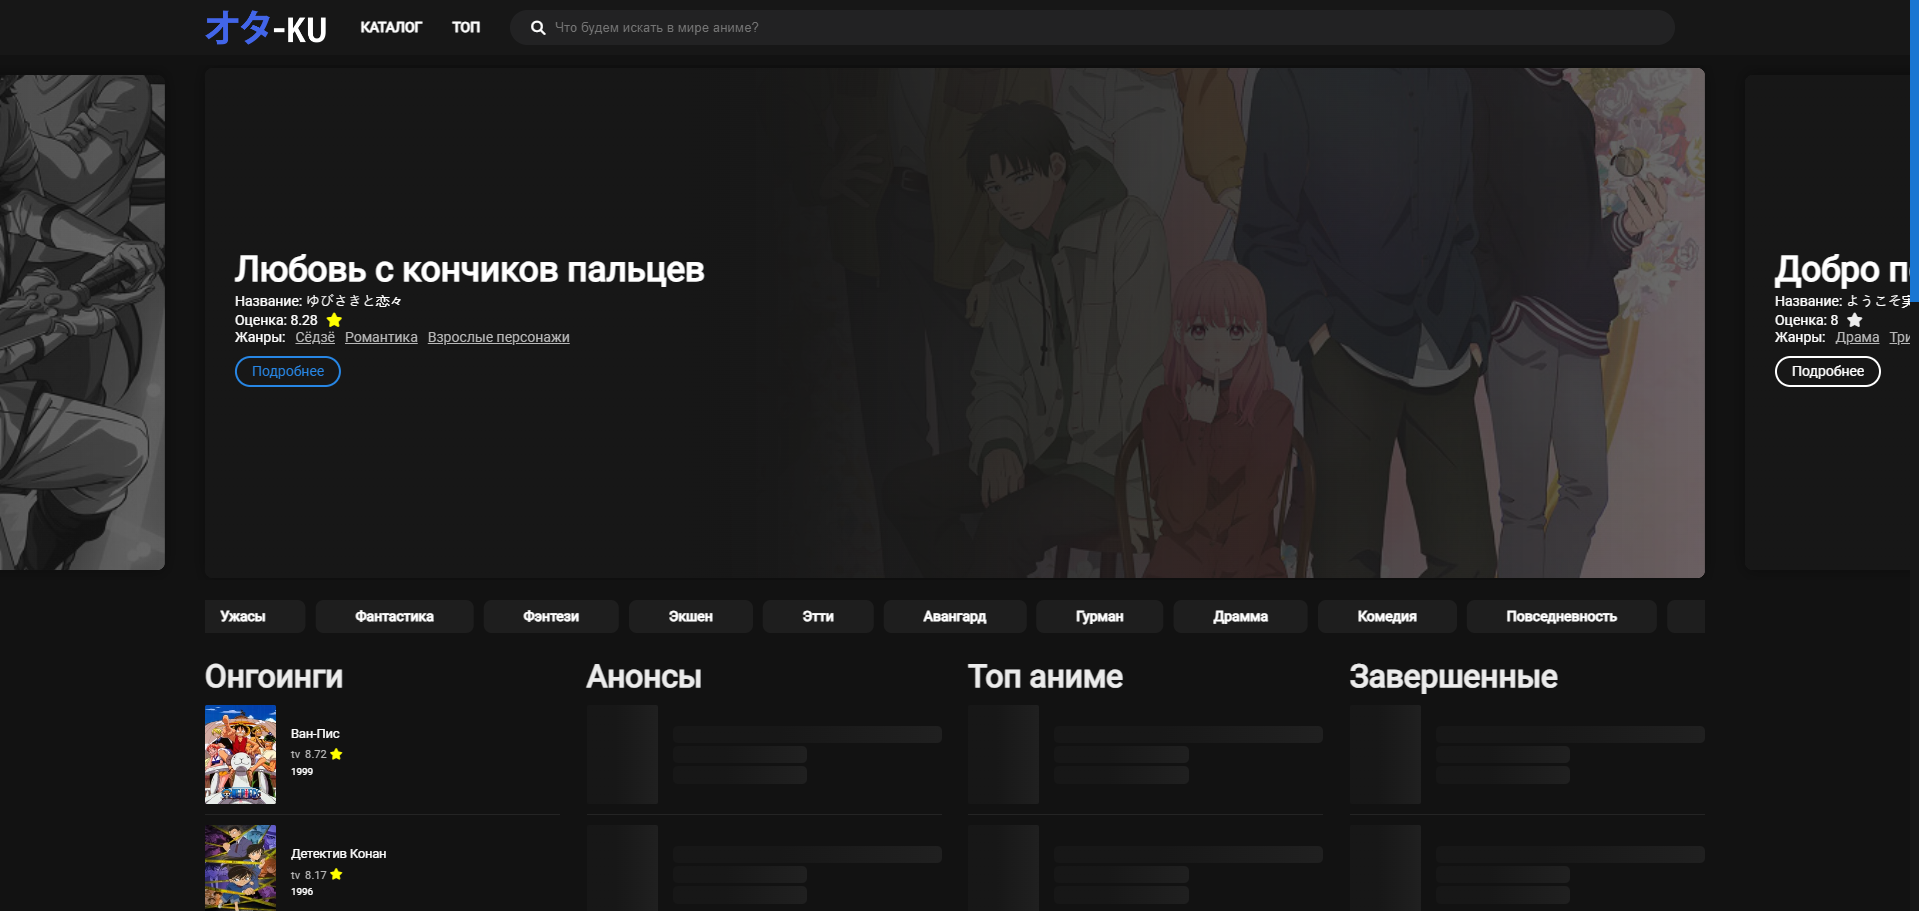 オタ-KU
КАТАЛОГ
ТОП
Что будем искать в мире аниме?
Любовь с кончиков пальцев
Название: ゆびさきと恋々
Оценка: 8.28
Жанры: Сёдзё Романтика Взрослые персонажи
Подробнее
Добро п
Название: ようこそ実
Оценка: 8
Жанры: Драма Три
Подробнее
Ужасы
Фантастика
Фэнтези
Экшен
Этти
Авангард
Гурман
Драмма
Комедия
Повседневность
Онгоинги
Ван-Пис
tv 8.72
1999
Детектив Конан
tv 8.17
1996
Анонсы
Топ аниме
Завершенные